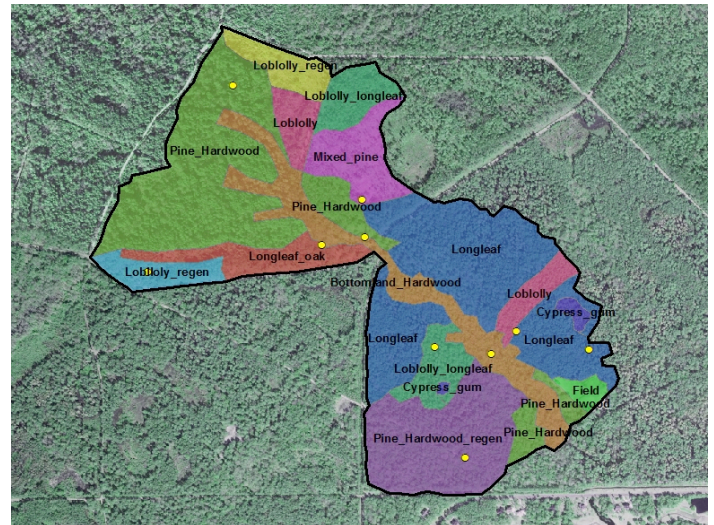 Loblolly_regen
Loblolly_longleaf
Loblolly
Pine_Hardwood
Mixed_pine
Pine_Hardwood
Longleaf
Longleaf_oak
Loblloly_regen
Bottomland_Hardwood
Loblolly
Cypress_gum
Longleaf
Longleaf
Loblolly_longleaf
Cypress_gum
Field
Pine_Hardwood
Pine_Hardwood
Pine_Hardwood_regen